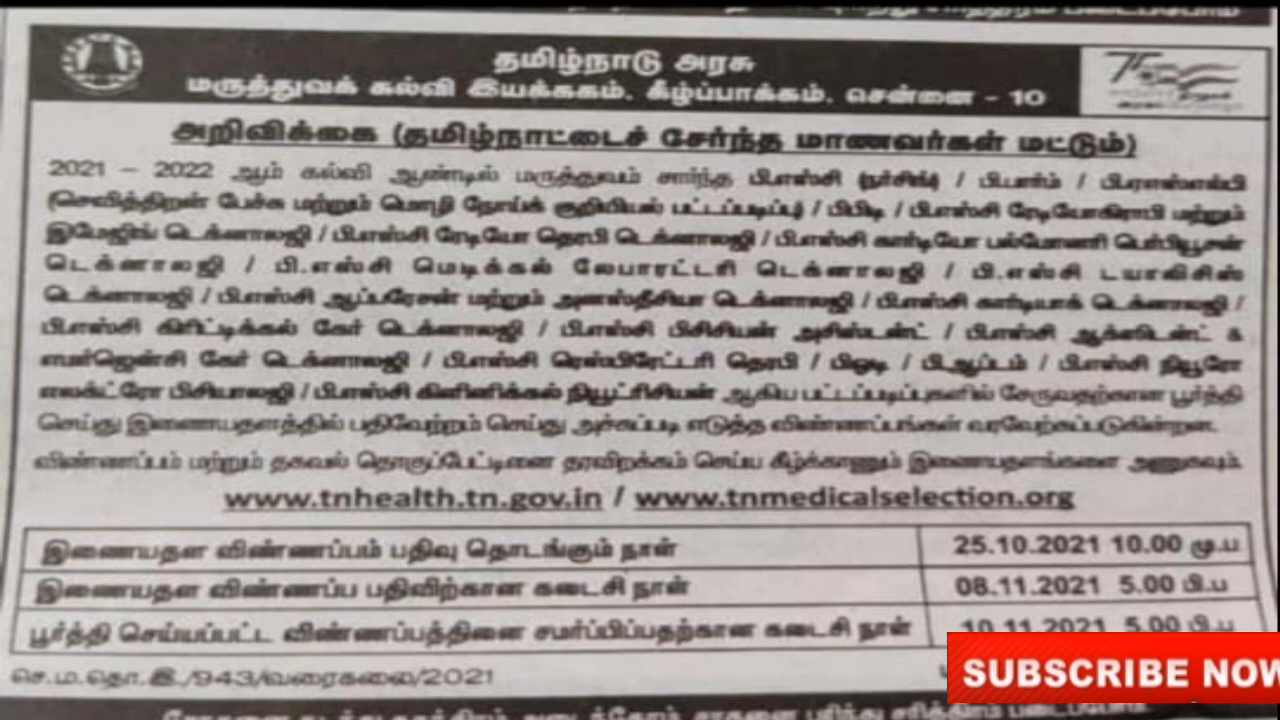 தமிழ்நாடு அரசு
மருத்துவக் கல்வி இயக்ககம், கீழ்ப்பாக்கம், சென்னை - 10
75
அறிவிக்கை (தமிழ்நாட்டைச் சேர்ந்த மாணவர்கள் மட்டும்)
2021 – 2022 ஆம் கல்வி ஆண்டில் மருத்துவம் சார்ந்த பி.எஸ்சி (நர்சிங்) / பி.பார்ம் / பி.ஏஎஸ்எல்பி
(செவித்திறன் பேச்சு மற்றும் மொழி நோய்க் குறியியல் பட்டப்படிப்பு) / பிபிடி / பி.எஸ்சி ரேடியோகிராபி மற்றும்
இமேஜிங் டெக்னாலஜி / பி.எஸ்சி ரேடியோ தெரபி டெக்னாலஜி / பி.எஸ்சி கார்டியோ பல்மோனரி பெர்பியூசன்
டெக்னாலஜி / பி.எஸ்சி மெடிக்கல் லேபாரட்டரி டெக்னாலஜி / பி.எஸ்சி டயாலிசிஸ்
டெக்னாலஜி / பி.எஸ்சி ஆப்பரேசன் மற்றும் அனஸ்தீசியா டெக்னாலஜி / பி.எஸ்சி கார்டியாக் டெக்னாலஜி /
பி.எஸ்சி கிரிட்டிக்கல் கேர் டெக்னாலஜி / பி.எஸ்சி பிசிசியன் அசிஸ்டன்ட் / பி.எஸ்சி ஆக்ஸிடென்ட் &
எமர்ஜென்சி கேர் டெக்னாலஜி / பி.எஸ்சி ரெஸ்பிரேட்டரி தெரபி / பிஓடி / பி.ஆப்டம் / பி.எஸ்சி நியூரோ
எலக்ட்ரோ பிசியாலஜி / பி.எஸ்சி கிளினிக்கல் நியூட்ரிசியன் ஆகிய பட்டப்படிப்புகளில் சேருவதற்கான பூர்த்தி
செய்து இணையதளத்தில் பதிவேற்றம் செய்து அச்சுப்படி எடுத்த விண்ணப்பங்கள் வரவேற்கப்படுகின்றன.
விண்ணப்பம் மற்றும் தகவல் தொகுப்பேட்டினை தரவிறக்கம் செய்ய கீழ்க்காணும் இணையதளங்களை அணுகவும்.
www.tnhealth.tn.gov.in / www.tnmedicalselection.org
இணையதள விண்ணப்பம் பதிவு தொடங்கும் நாள் 25.10.2021 10.00 மு.ப
இணையதள விண்ணப்ப பதிவிற்கான கடைசி நாள் 08.11.2021 5.00 பி.ப
பூர்த்தி செய்யப்பட்ட விண்ணப்பத்தினை சமர்ப்பிப்பதற்கான கடைசி நாள் 10.11.2021 5.00 பி.ப
செ.ம.தொ.இ./943/வரைகலை/2021
SUBSCRIBE NOW